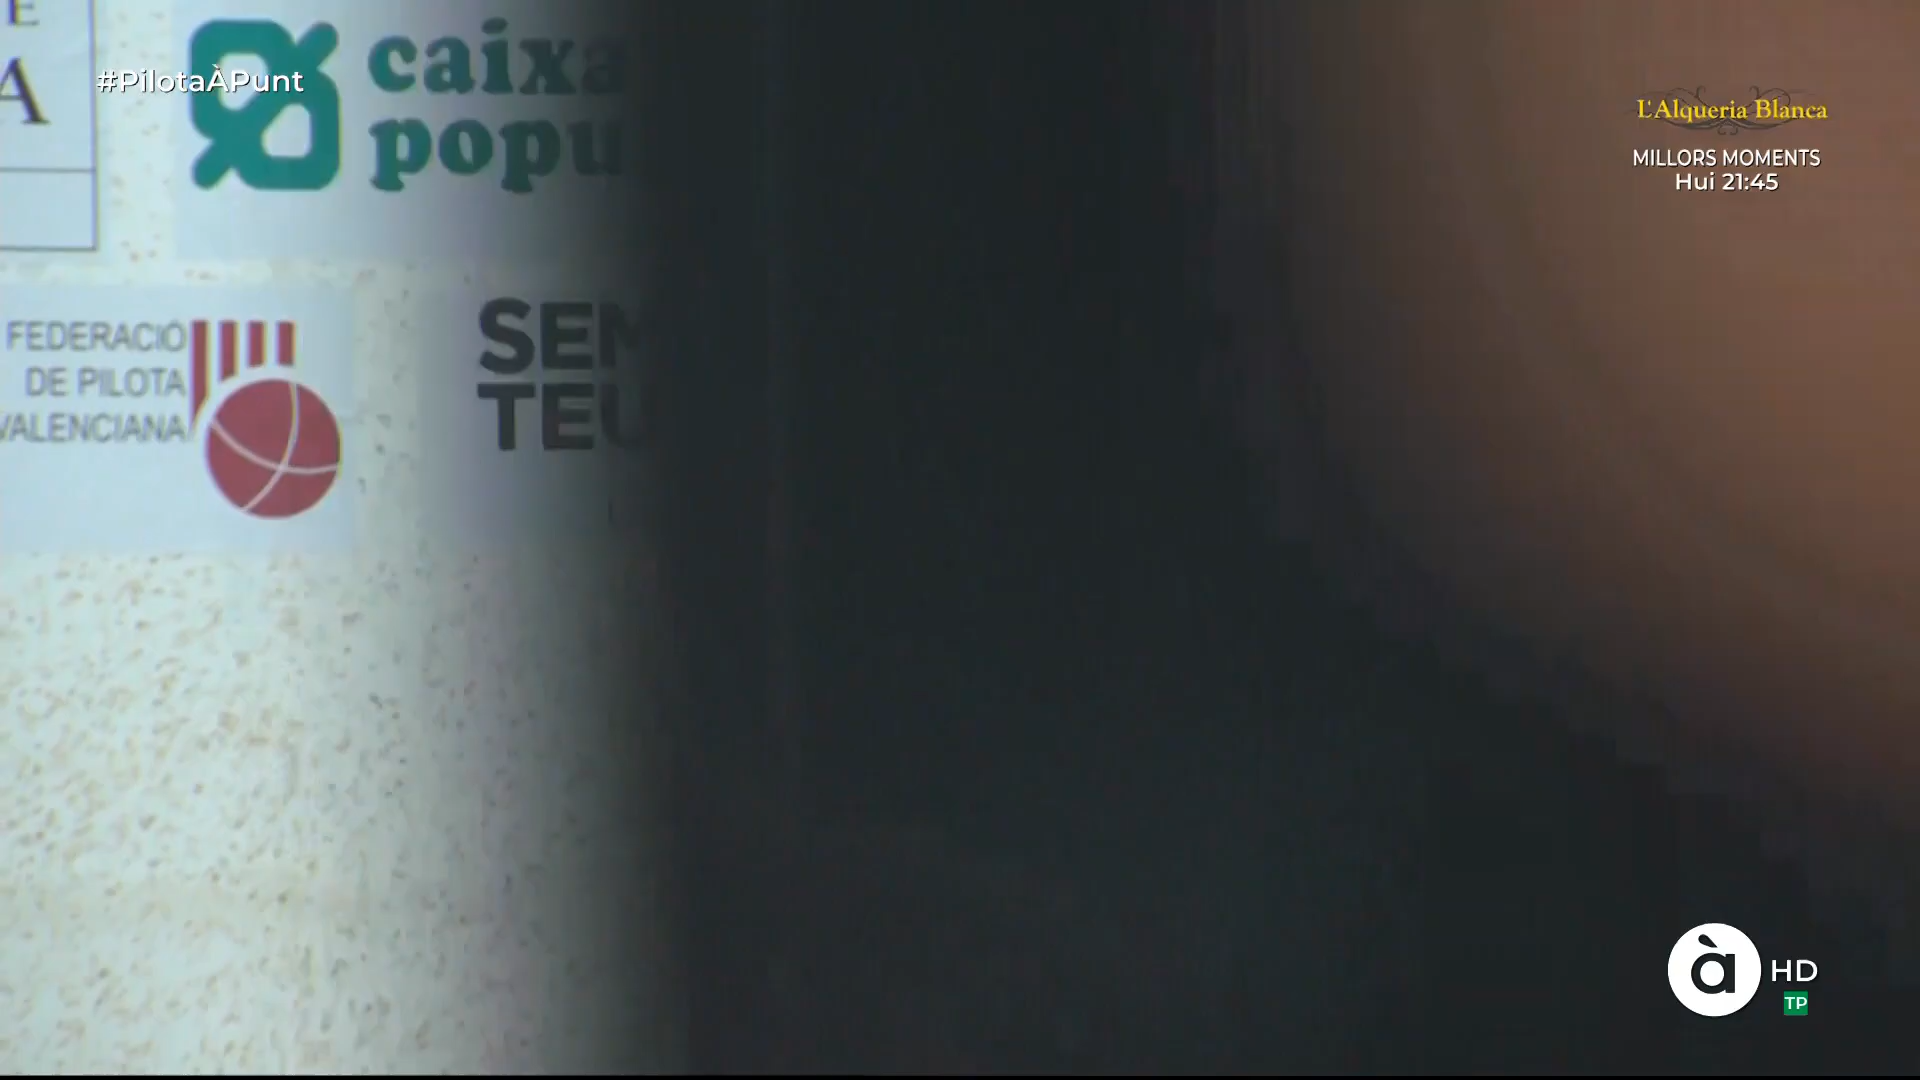 #PilotaÀPunt
caixa
popu
L'Alqueria Blanca
MILLORS MOMENTS
Hui 21:45
FEDERACIÓ
DE PILOTA
VALENCIANA
SEM
TEU
à HD
TP